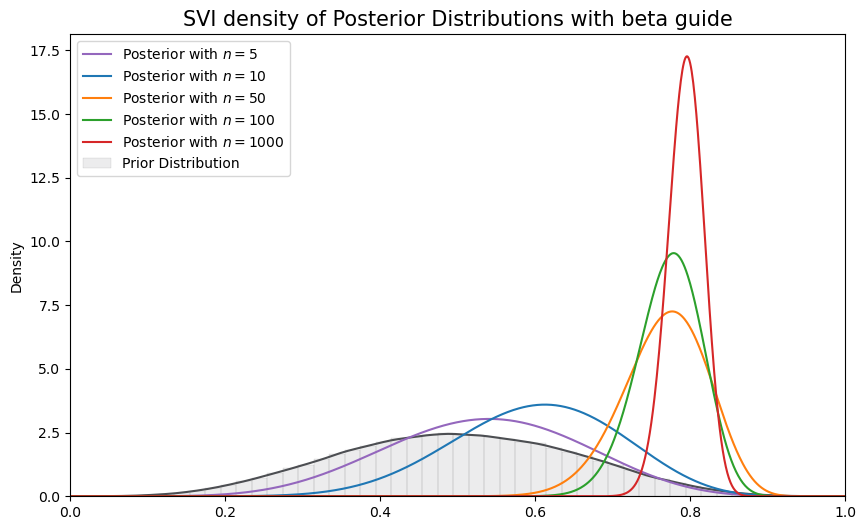 SVI density of Posterior Distributions with beta guide
Posterior with n = 5
Posterior with n = 10
Posterior with n = 50
Posterior with n = 100
Posterior with n = 1000
Prior Distribution
Density
17.5
15.0
12.5
10.0
7.5
5.0
2.5
0.0
0.0 0.2 0.4 0.6 0.8 1.0